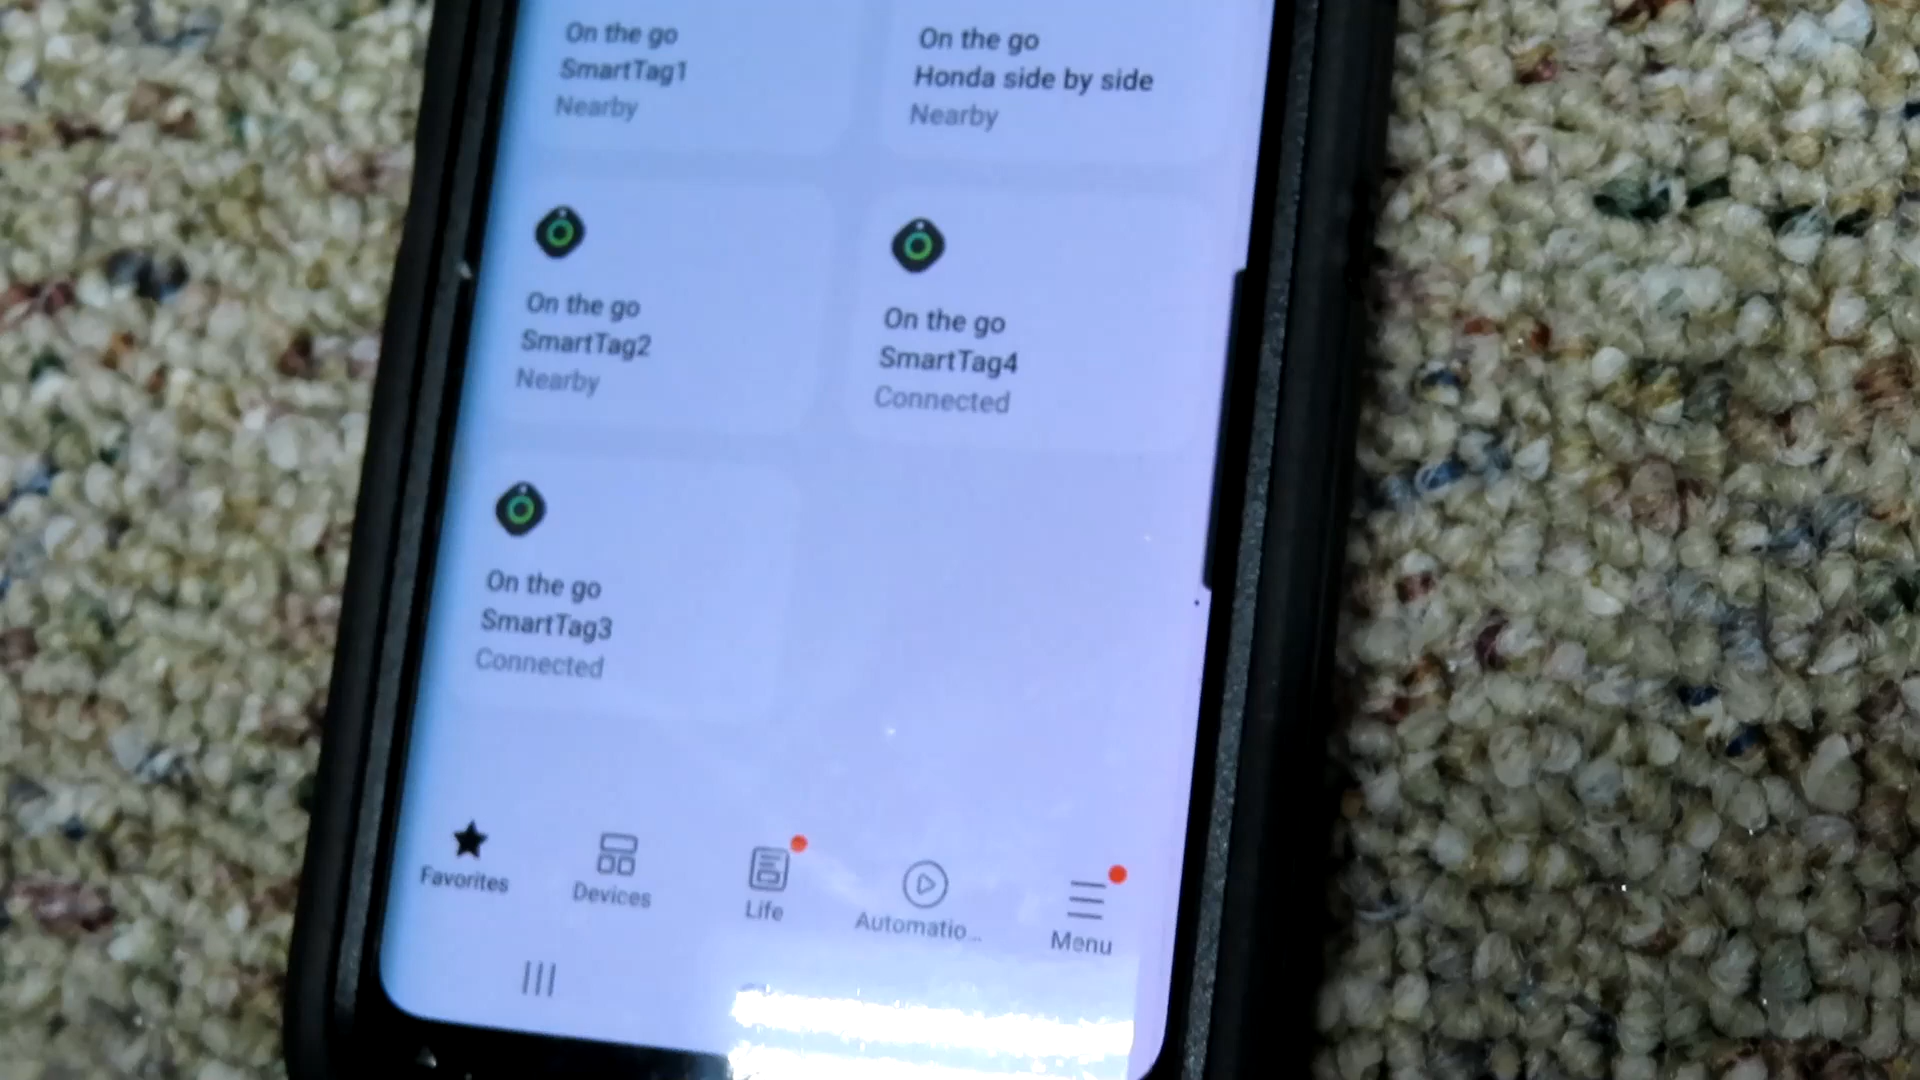 On the go
SmartTag1
Nearby
On the go
Honda side by side
Nearby
On the go
SmartTag2
Nearby
On the go
SmartTag4
Connected
On the go
SmartTag3
Connected
Favorites
Devices
Life
Automatio...
Menu